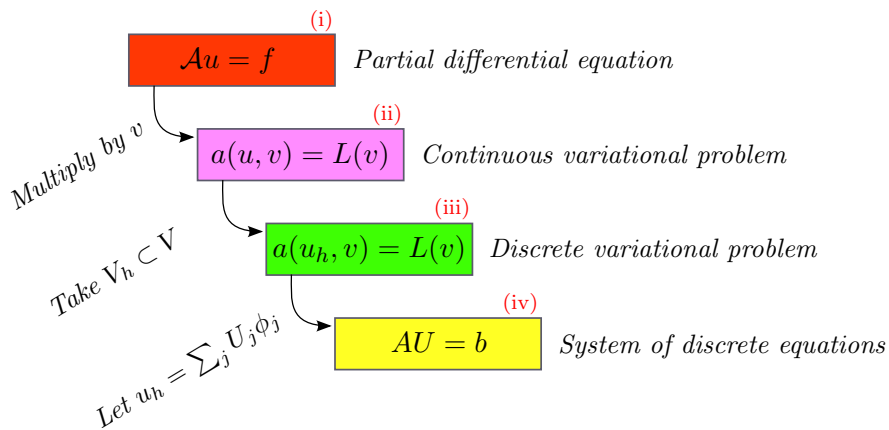 (i)
𝒜u = f Partial differential equation
Multiply by v
(ii)
a(u, v) = L(v) Continuous variational problem
Take V_h ⊂ V
(iii)
a(u_h, v) = L(v) Discrete variational problem
Let u_h = ∑_j U_j ϕ_j
(iv)
AU = b System of discrete equations